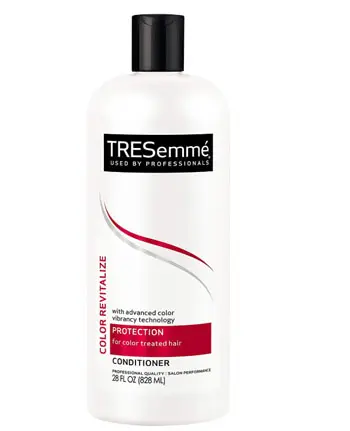 TRESemmé
USED BY PROFESSIONALS
COLOR REVITALIZE
with advanced color
vibrancy technology
PROTECTION
for color treated hair
CONDITIONER
PROFESSIONAL QUALITY | SALON PERFORMANCE
28 FL OZ (828 ML)